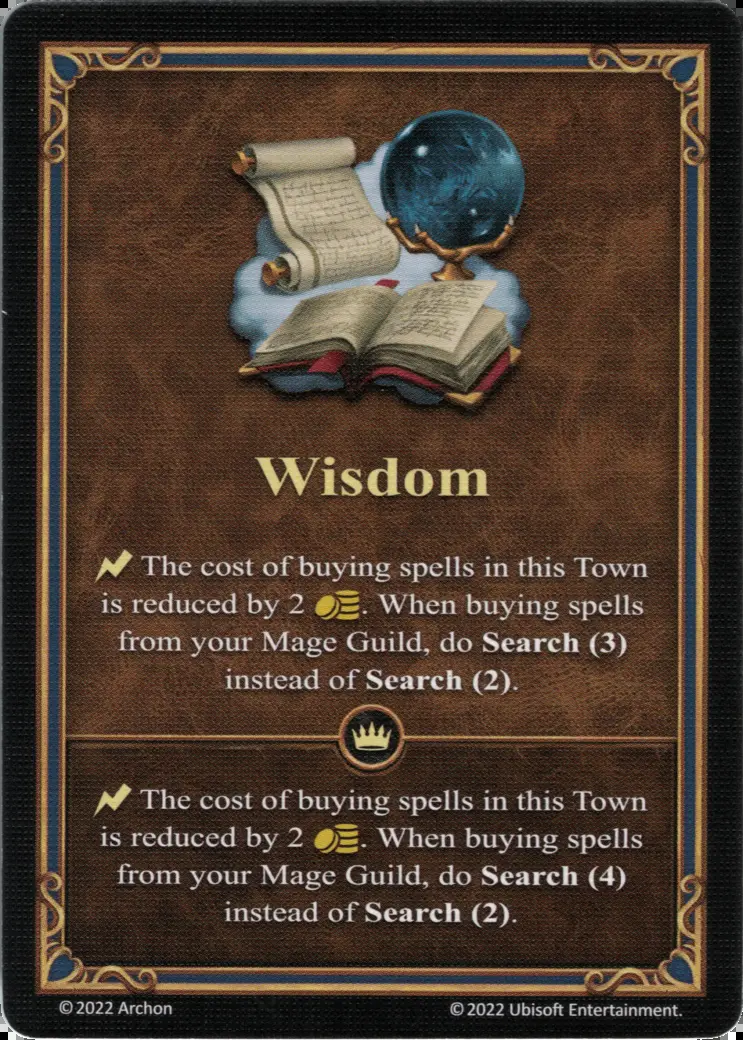 Wisdom
The cost of buying spells in this Town
is reduced by 2 . When buying spells
from your Mage Guild, do Search (3)
instead of Search (2).
The cost of buying spells in this Town
is reduced by 2 . When buying spells
from your Mage Guild, do Search (4)
instead of Search (2).
© 2022 Archon
© 2022 Ubisoft Entertainment.